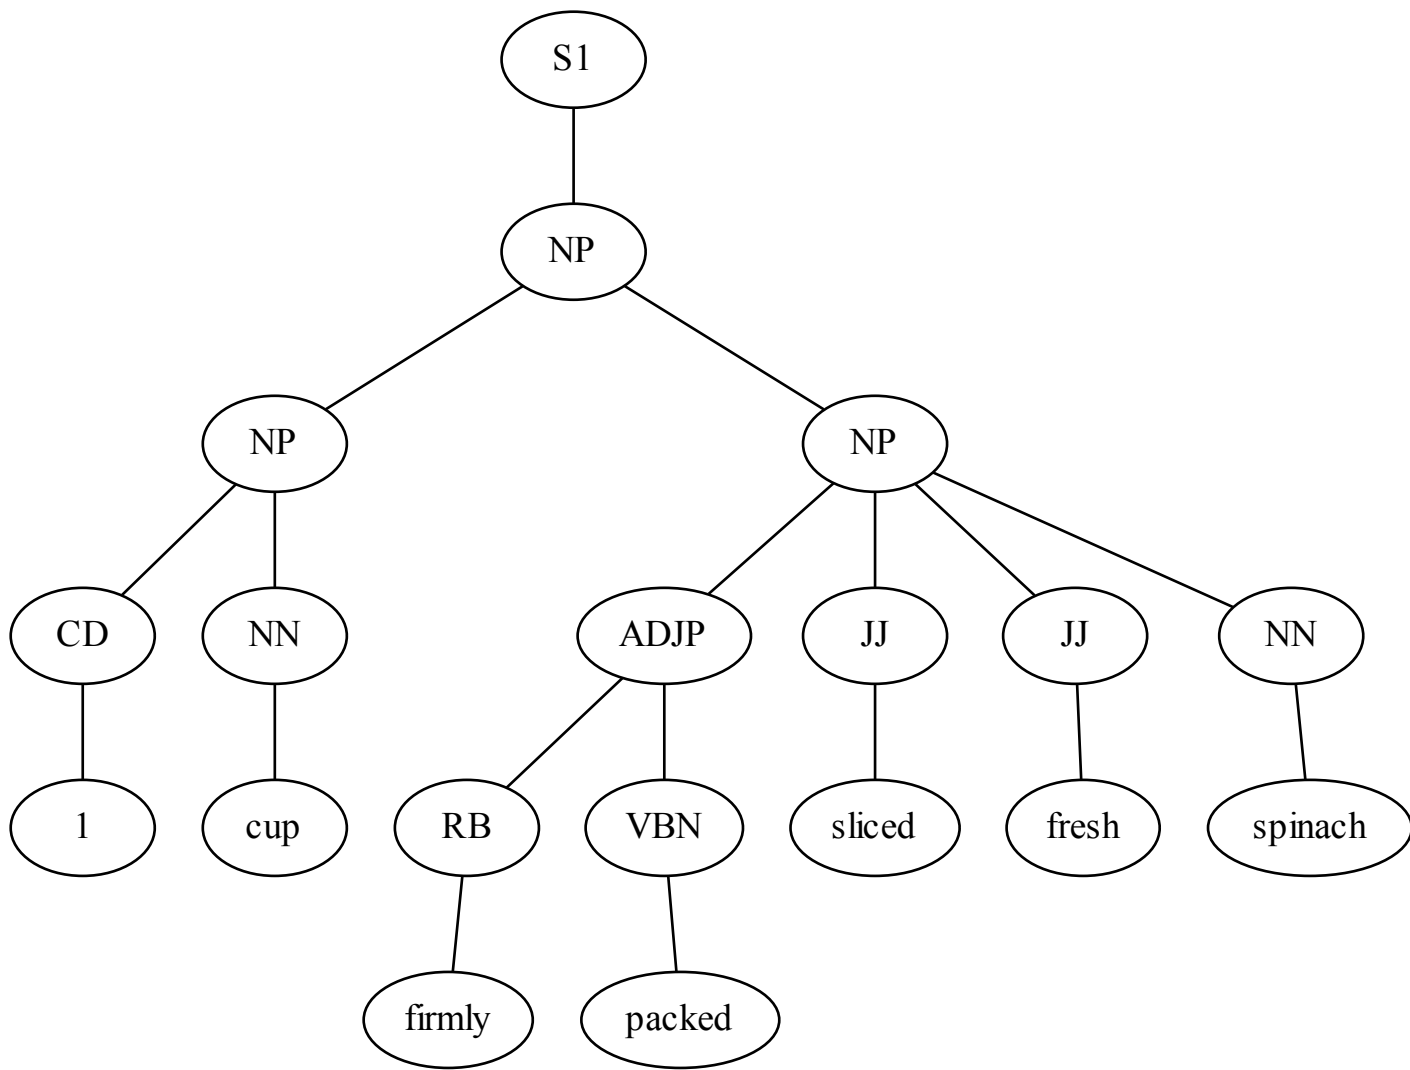 S1
NP
NP NP
CD NN ADJP JJ JJ NN
1 cup RB VBN sliced fresh spinach
firmly packed